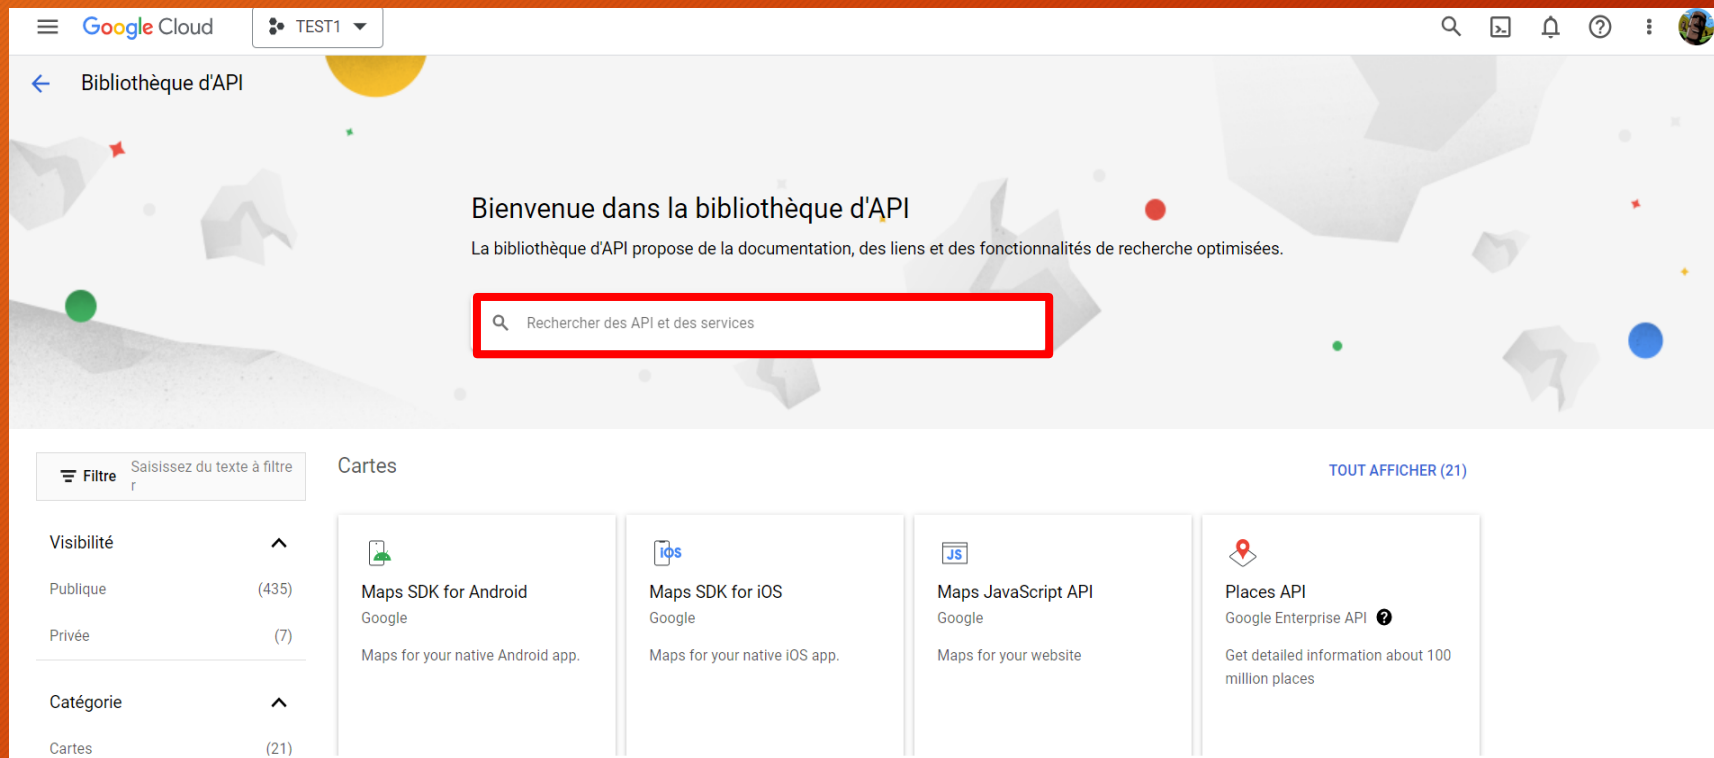 Google Cloud
TEST1
Bibliothèque d'API
Bienvenue dans la bibliothèque d'API
La bibliothèque d'API propose de la documentation, des liens et des fonctionnalités de recherche optimisées.
Rechercher des API et des services
Filtre
Saisissez du texte à filtre
r
Cartes
TOUT AFFICHER (21)
Visibilité
Publique (435)
Privée (7)
Catégorie
Cartes (21)
Maps SDK for Android
Google
Maps for your native Android app.
iOS
Maps SDK for iOS
Google
Maps for your native iOS app.
JS
Maps JavaScript API
Google
Maps for your website
Places API
Google Enterprise API
Get detailed information about 100
million places